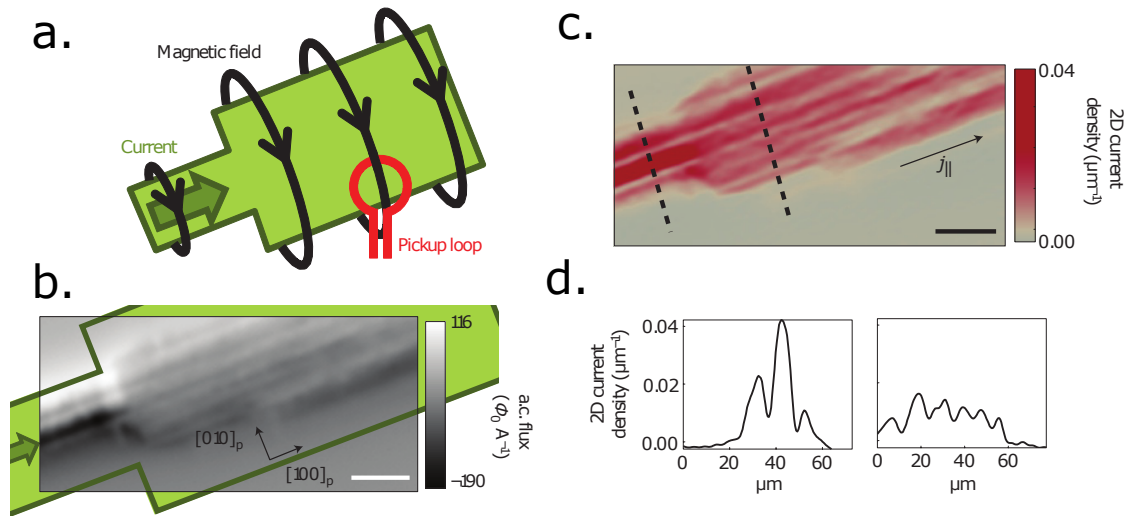 a.
Magnetic field
Current
Pickup loop
b.
116
a.c. flux
(Φ₀ A⁻¹)
−190
[010]ₚ
[100]ₚ
c.
0.04
2D current
density (μm⁻¹)
0.00
j||
d.
2D current
density (μm⁻¹)
0.04
0.02
0.00
0 20 40 60
μm
0 20 40 60
μm